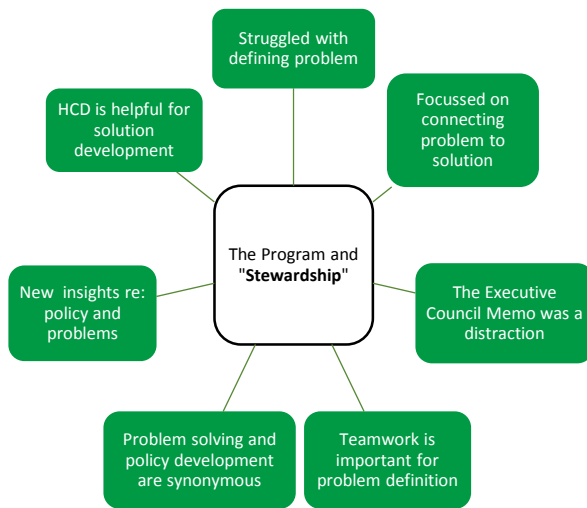 Struggled with
defining problem
HCD is helpful for
solution
development
Focussed on
connecting
problem to
solution
The Program and
"Stewardship"
New insights re:
policy and
problems
The Executive
Council Memo was a
distraction
Problem solving and
policy development
are synonymous
Teamwork is
important for
problem definition